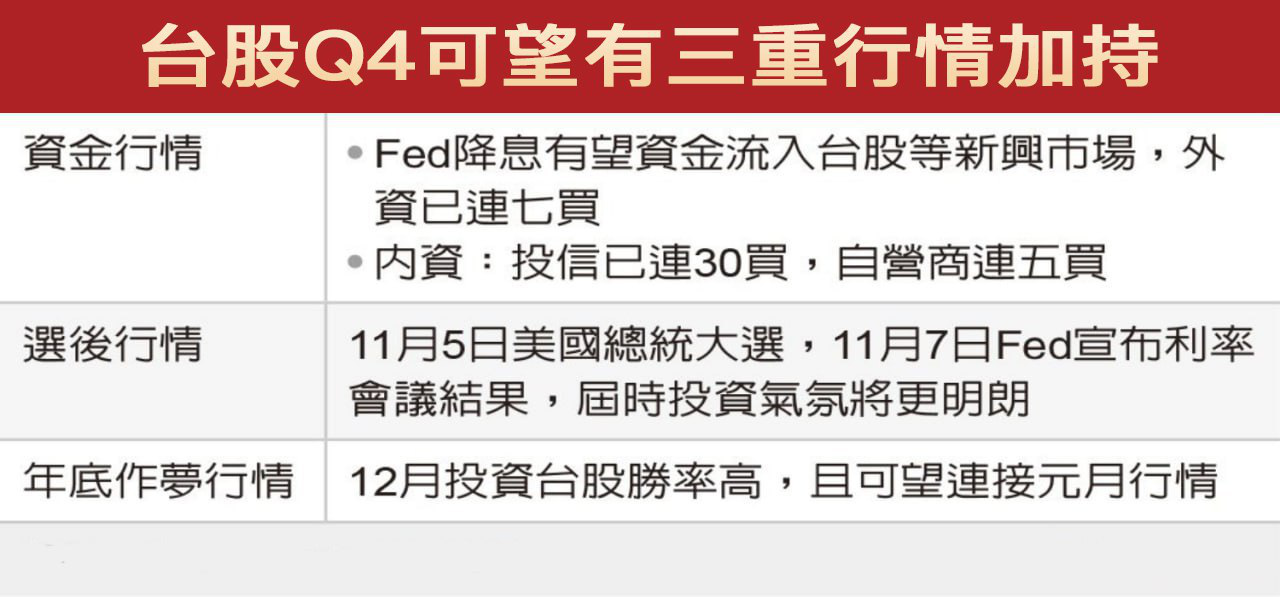 台股Q4可望有三重行情加持
資金行情
•Fed降息有望資金流入台股等新興市場，外
資已連七買
•內資：投信已連30買，自營商連五買
選後行情
11月5日美國總統大選，11月7日Fed宣布利率
會議結果，屆時投資氣氛將更明朗
年底作夢行情
12月投資台股勝率高，且可望連接元月行情